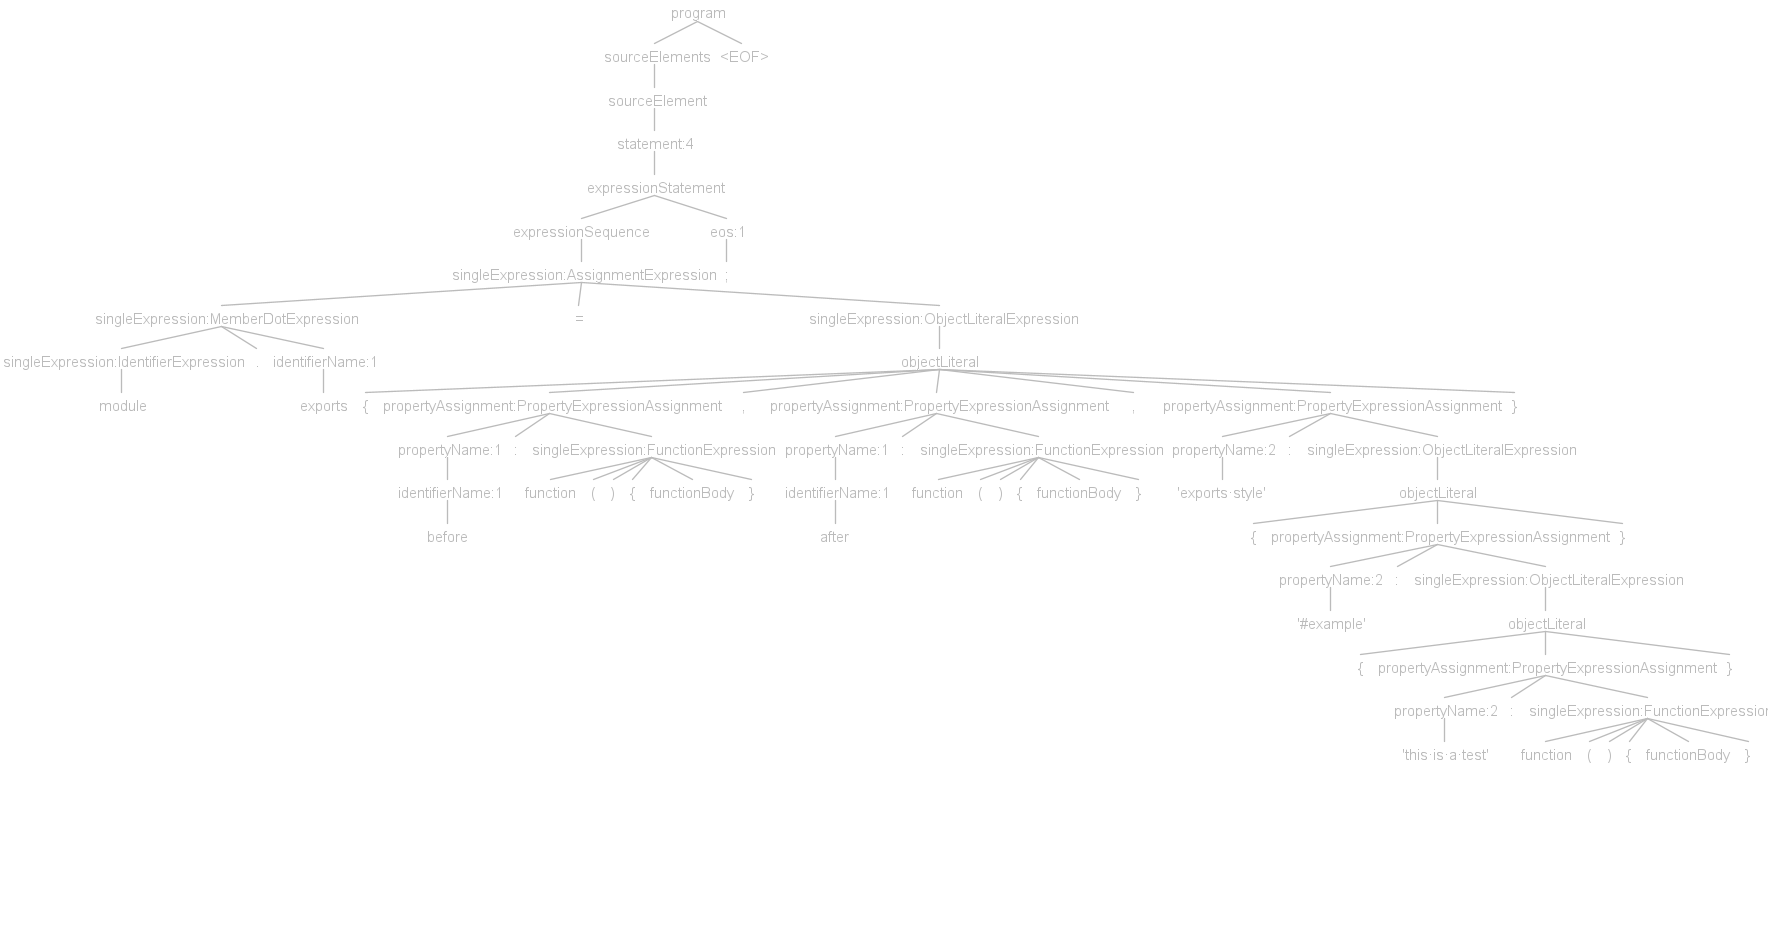 program
sourceElements <EOF>
sourceElement
statement:4
expressionStatement
expressionSequence eos:1
singleExpression:AssignmentExpression ;
singleExpression:MemberDotExpression = singleExpression:ObjectLiteralExpression
singleExpression:IdentifierExpression . identifierName:1 objectLiteral
module exports { propertyAssignment:PropertyExpressionAssignment , propertyAssignment:PropertyExpressionAssignment , propertyAssignment:PropertyExpressionAssignment }
propertyName:1 : singleExpression:FunctionExpression propertyName:1 : singleExpression:FunctionExpression propertyName:2 : singleExpression:ObjectLiteralExpression
identifierName:1 function ( ) { functionBody } identifierName:1 function ( ) { functionBody } 'exports·style' objectLiteral
before after { propertyAssignment:PropertyExpressionAssignment }
propertyName:2 : singleExpression:ObjectLiteralExpression
'#example' objectLiteral
{ propertyAssignment:PropertyExpressionAssignment }
propertyName:2 : singleExpression:FunctionExpression
'this·is·a·test' function ( ) { functionBody }